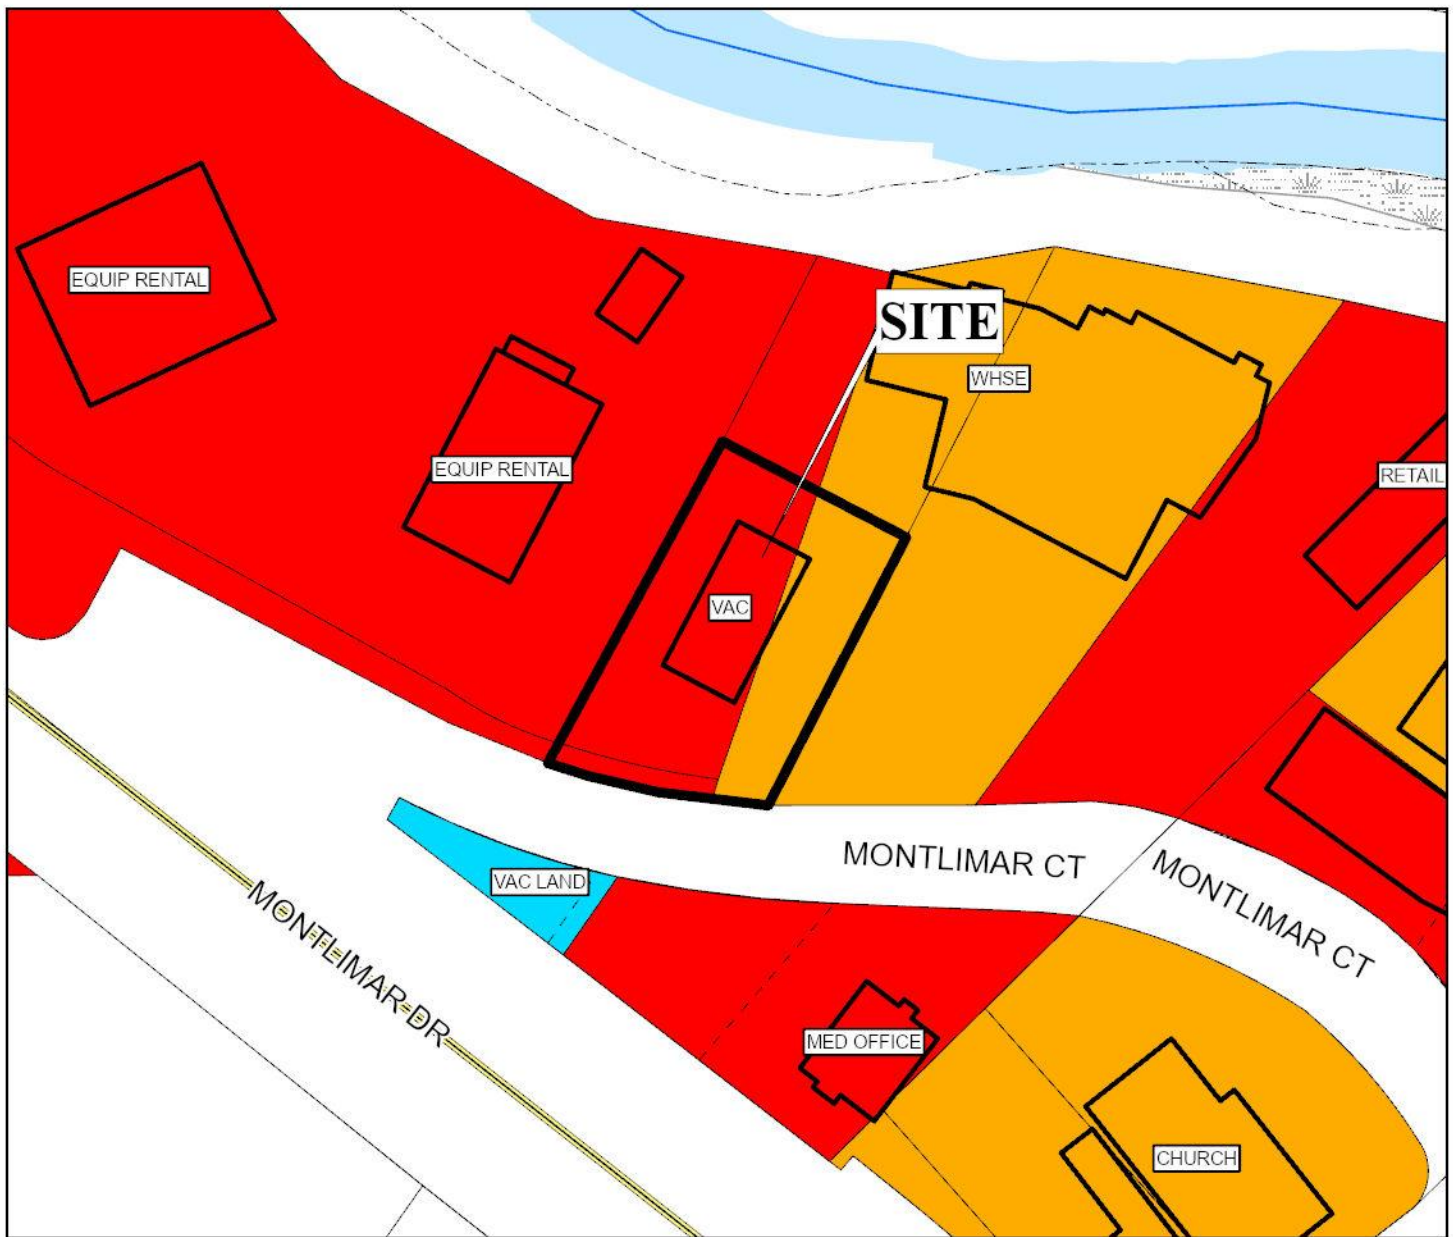 EQUIP RENTAL
SITE
WHSE
EQUIP RENTAL
RETAIL
VAC
MONTLIMAR CT
MONTLIMAR CT
VAC LAND
MONTLIMAR DR
MED OFFICE
CHURCH